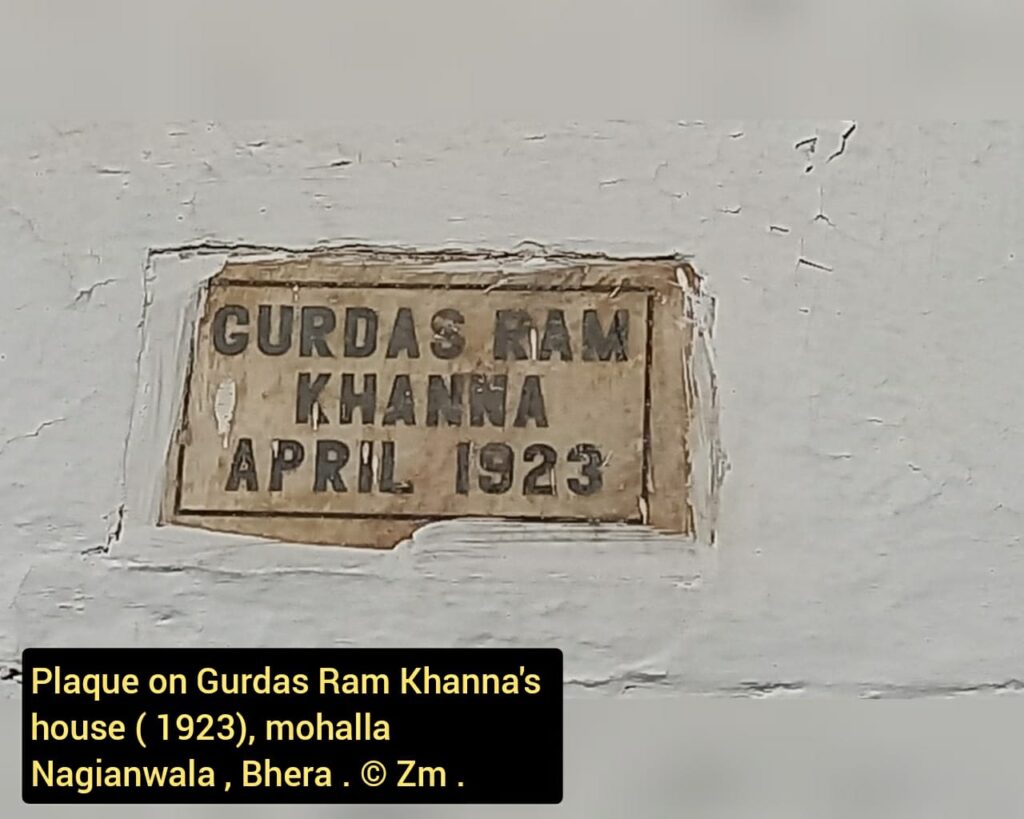 GURDAS RAM
KHANNA
APRIL 1923
Plaque on Gurdas Ram Khanna's
house ( 1923), mohalla
Nagianwala , Bhera . © Zm .